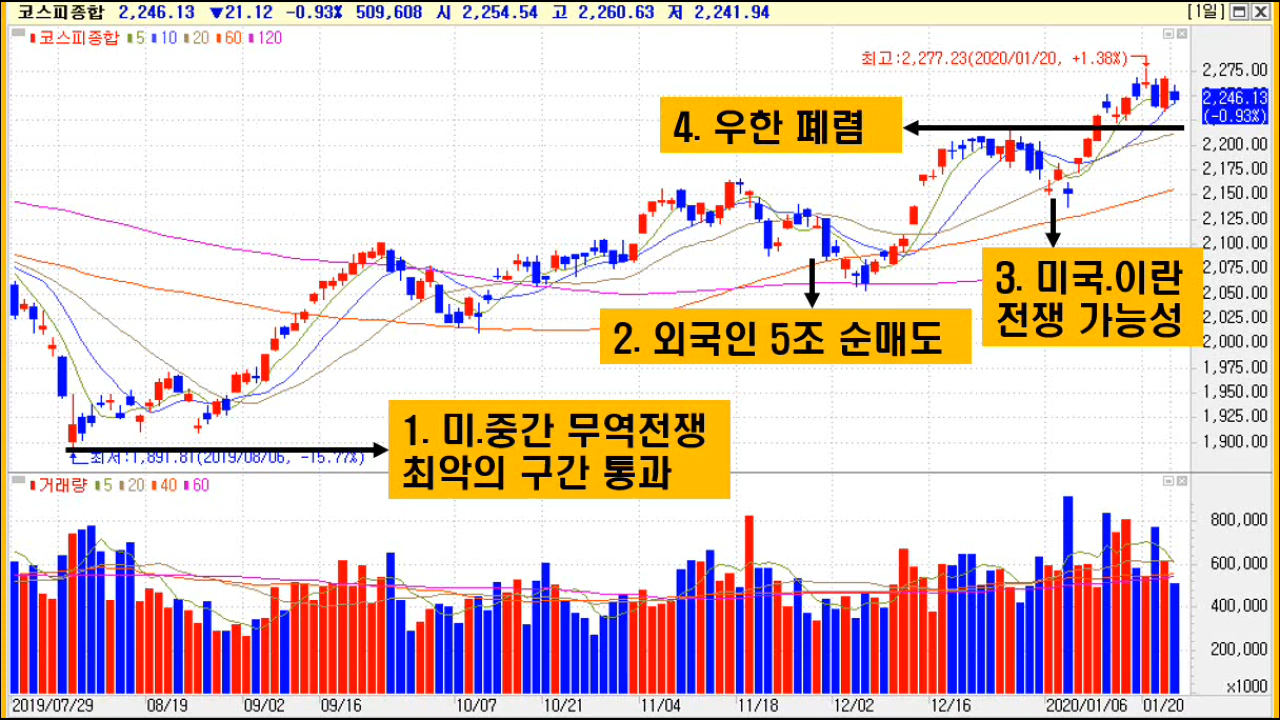 코스피종합 2,246.13 ▼21.12 -0.93% 509,608 시 2,254.54 고 2,260.63 저 2,241.94 [1일]
코스피종합 5 10 20 60 120
최고:2,277.23(2020/01/20, +1.38%)
2,275.00
2,246.13
(-0.93%)
2,200.00
2,175.00
2,150.00
2,125.00
2,100.00
2,075.00
2,050.00
2,025.00
2,000.00
1,975.00
1,950.00
1,925.00
1,900.00
4. 우한 폐렴
3. 미국.이란
전쟁 가능성
2. 외국인 5조 순매도
1. 미.중간 무역전쟁
최악의 구간 통과
최저:1,891.81(2019/08/06, -15.77%)
거래량 5 20 40 60
800,000
600,000
400,000
200,000
x1000
2019/07/29 08/19 09/02 09/16 10/07 10/21 11/04 11/18 12/02 12/16 2020/01/06 01/20